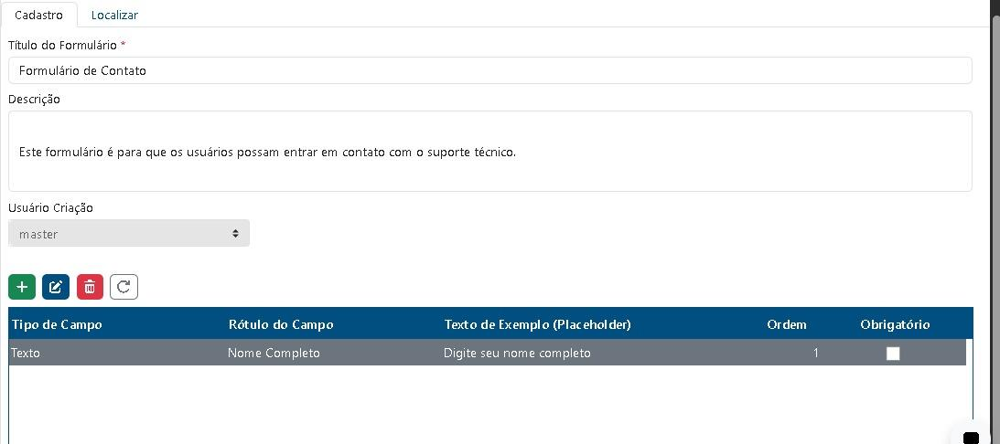 Cadastro Localizar
Título do Formulário *
Formulário de Contato
Descrição
Este formulário é para que os usuários possam entrar em contato com o suporte técnico.
Usuário Criação
master
Tipo de Campo Rótulo do Campo Texto de Exemplo (Placeholder) Ordem Obrigatório
Texto Nome Completo Digite seu nome completo 1